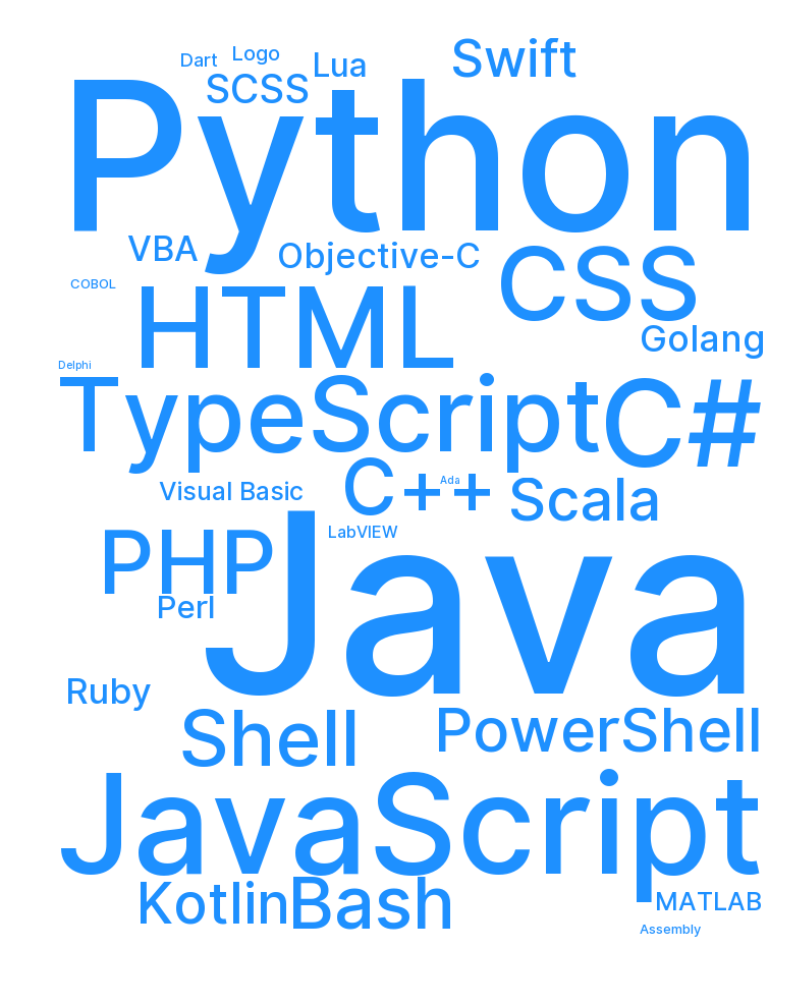 Dart Logo Lua Swift
SCSS
Python
VBA Objective-C CSS
COBOL HTML Golang
Delphi
TypeScript C#
Visual Basic C++ Ada Scala
LabVIEW
PHP Java
Perl
Ruby
Shell PowerShell
JavaScript
Kotlin Bash MATLAB
Assembly